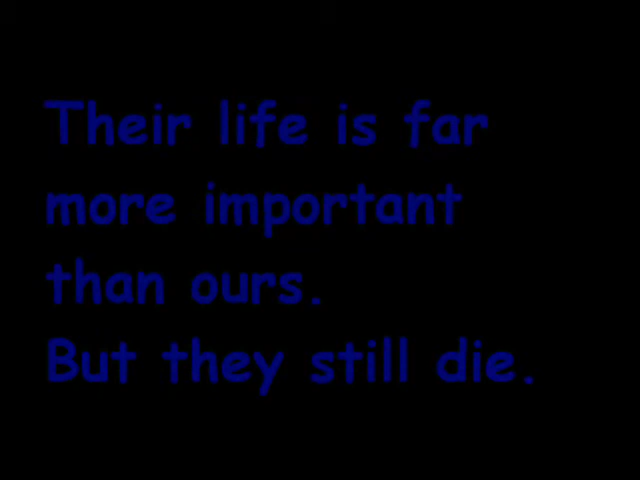 Their life is far
more important
than ours.
But they still die.